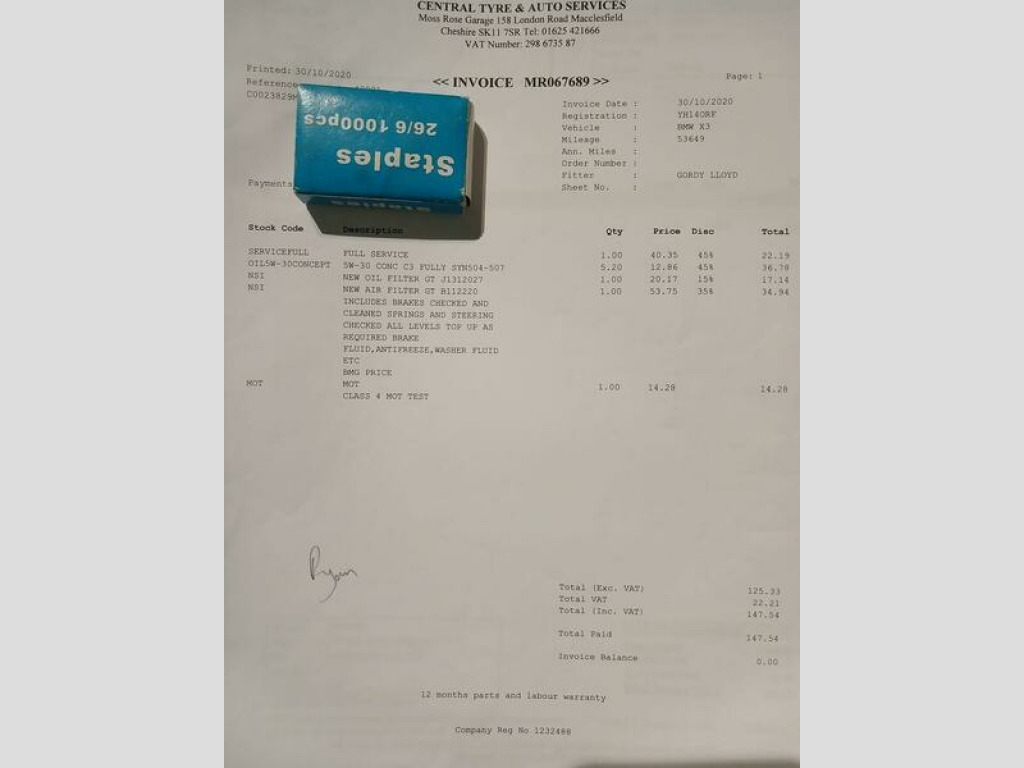 CENTRAL TYRE & AUTO SERVICES
Moss Rose Garage 158 London Road Macclesfield
Cheshire SK11 7SR Tel: 01625 421666
VAT Number: 298 6735 87
Printed: 30/10/2020
<< INVOICE MR067689 >>
Page: 1
Reference
C0023829
Staples
26/6 1000pcs
Staples
Invoice Date : 30/10/2020
Registration : YH14ORF
Vehicle : BMW X3
Mileage : 53649
Ann. Miles :
Order Number :
Fitter : GORDY LLOYD
Sheet No. :
Payments
Stock Code Description Qty Price Disc Total
SERVICEFULL FULL SERVICE 1.00 40.35 45% 22.19
OIL5W-30CONCEPT 5W-30 CONC C3 FULLY SYN504-507 5.20 12.86 45% 36.78
NSI NEW OIL FILTER GT J1312027 1.00 20.17 15% 17.14
NSI NEW AIR FILTER GT B112220 1.00 53.75 35% 34.94
INCLUDES BRAKES CHECKED AND
CLEANED SPRINGS AND STEERING
CHECKED ALL LEVELS TOP UP AS
REQUIRED BRAKE
FLUID,ANTIFREEZE,WASHER FLUID
ETC
BMG PRICE
MOT MOT 1.00 14.28 14.28
CLASS 4 MOT TEST
Ryan
Total (Exc. VAT) 125.33
Total VAT 22.21
Total (Inc. VAT) 147.54
Total Paid 147.54
Invoice Balance 0.00
12 months parts and labour warranty
Company Reg No 1232488